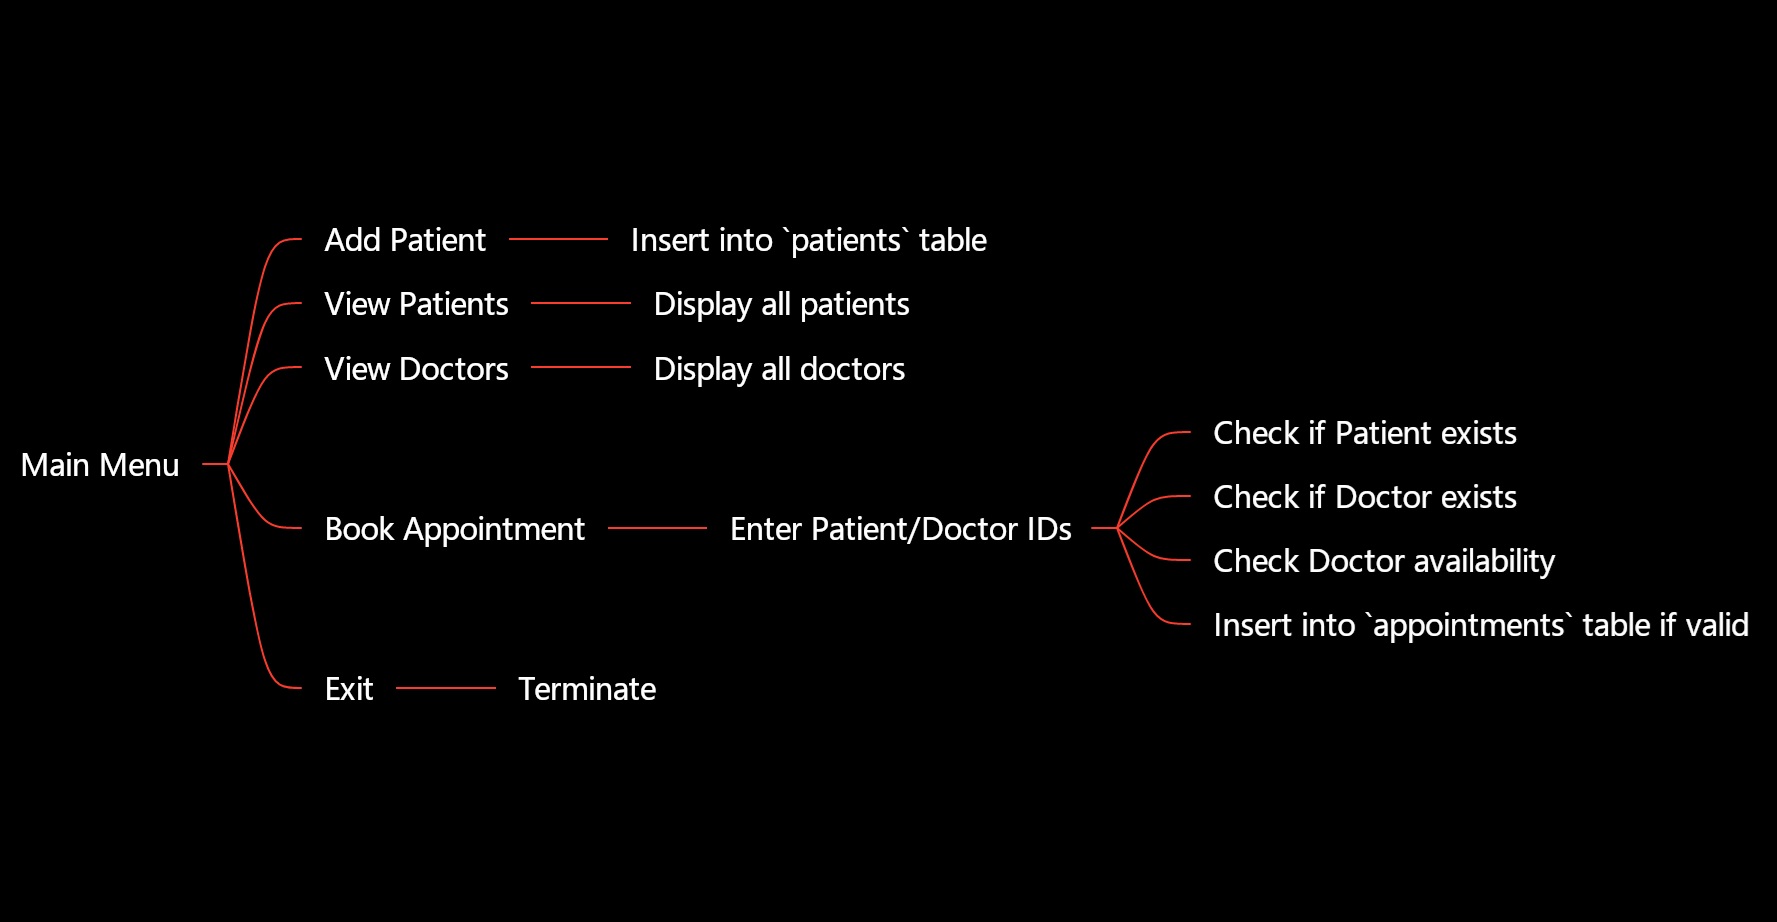 Main Menu
Add Patient
Insert into `patients` table
View Patients
Display all patients
View Doctors
Display all doctors
Book Appointment
Enter Patient/Doctor IDs
Check if Patient exists
Check if Doctor exists
Check Doctor availability
Insert into `appointments` table if valid
Exit
Terminate